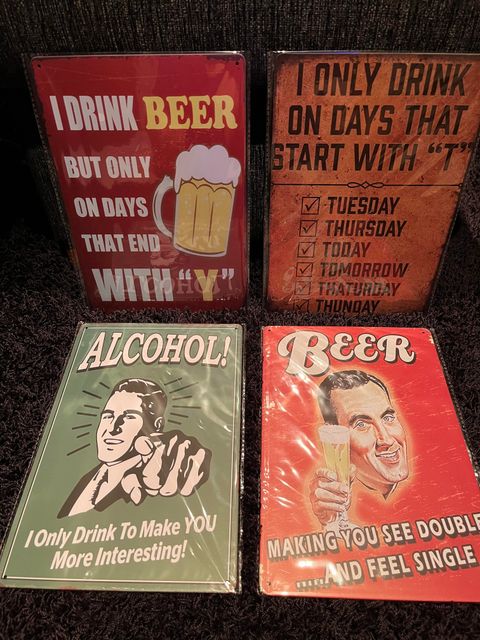 I DRINK BEER
BUT ONLY
ON DAYS
THAT END
WITH "Y"
I ONLY DRINK
ON DAYS THAT
START WITH "T"
TUESDAY
THURSDAY
TODAY
TOMORROW
THATURDAY
THUNDAY
ALCOHOL!
I Only Drink To Make YOU
More Interesting!
BEER
MAKING YOU SEE DOUBLE
.....AND FEEL SINGLE